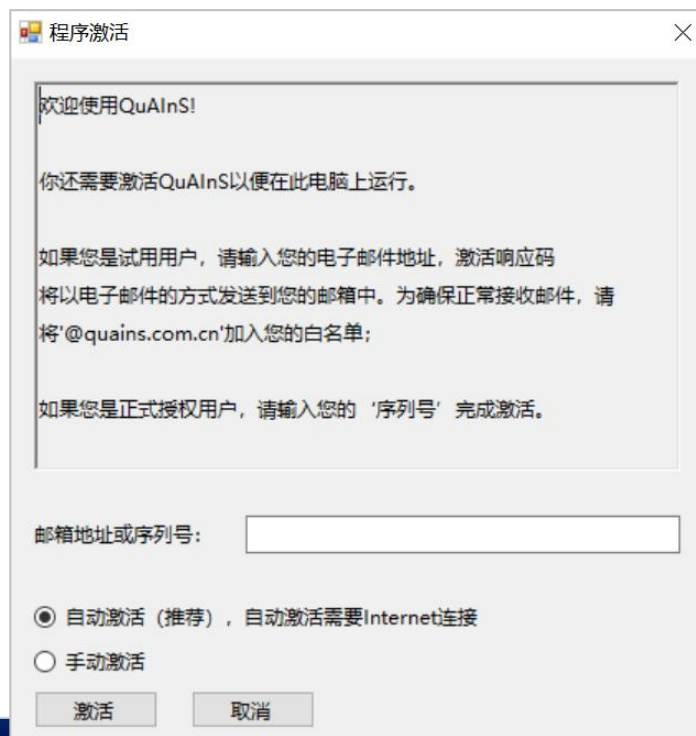 程序激活
欢迎使用QuAInS!
你还需要激活QuAInS以便在此电脑上运行。
如果您是试用用户，请输入您的电子邮件地址，激活响应码
将以电子邮件的方式发送到您的邮箱中。为确保正常接收邮件，请
将'@quains.com.cn'加入您的白名单；
如果您是正式授权用户，请输入您的‘序列号’完成激活。
邮箱地址或序列号：
自动激活（推荐），自动激活需要Internet连接
手动激活
激活 取消